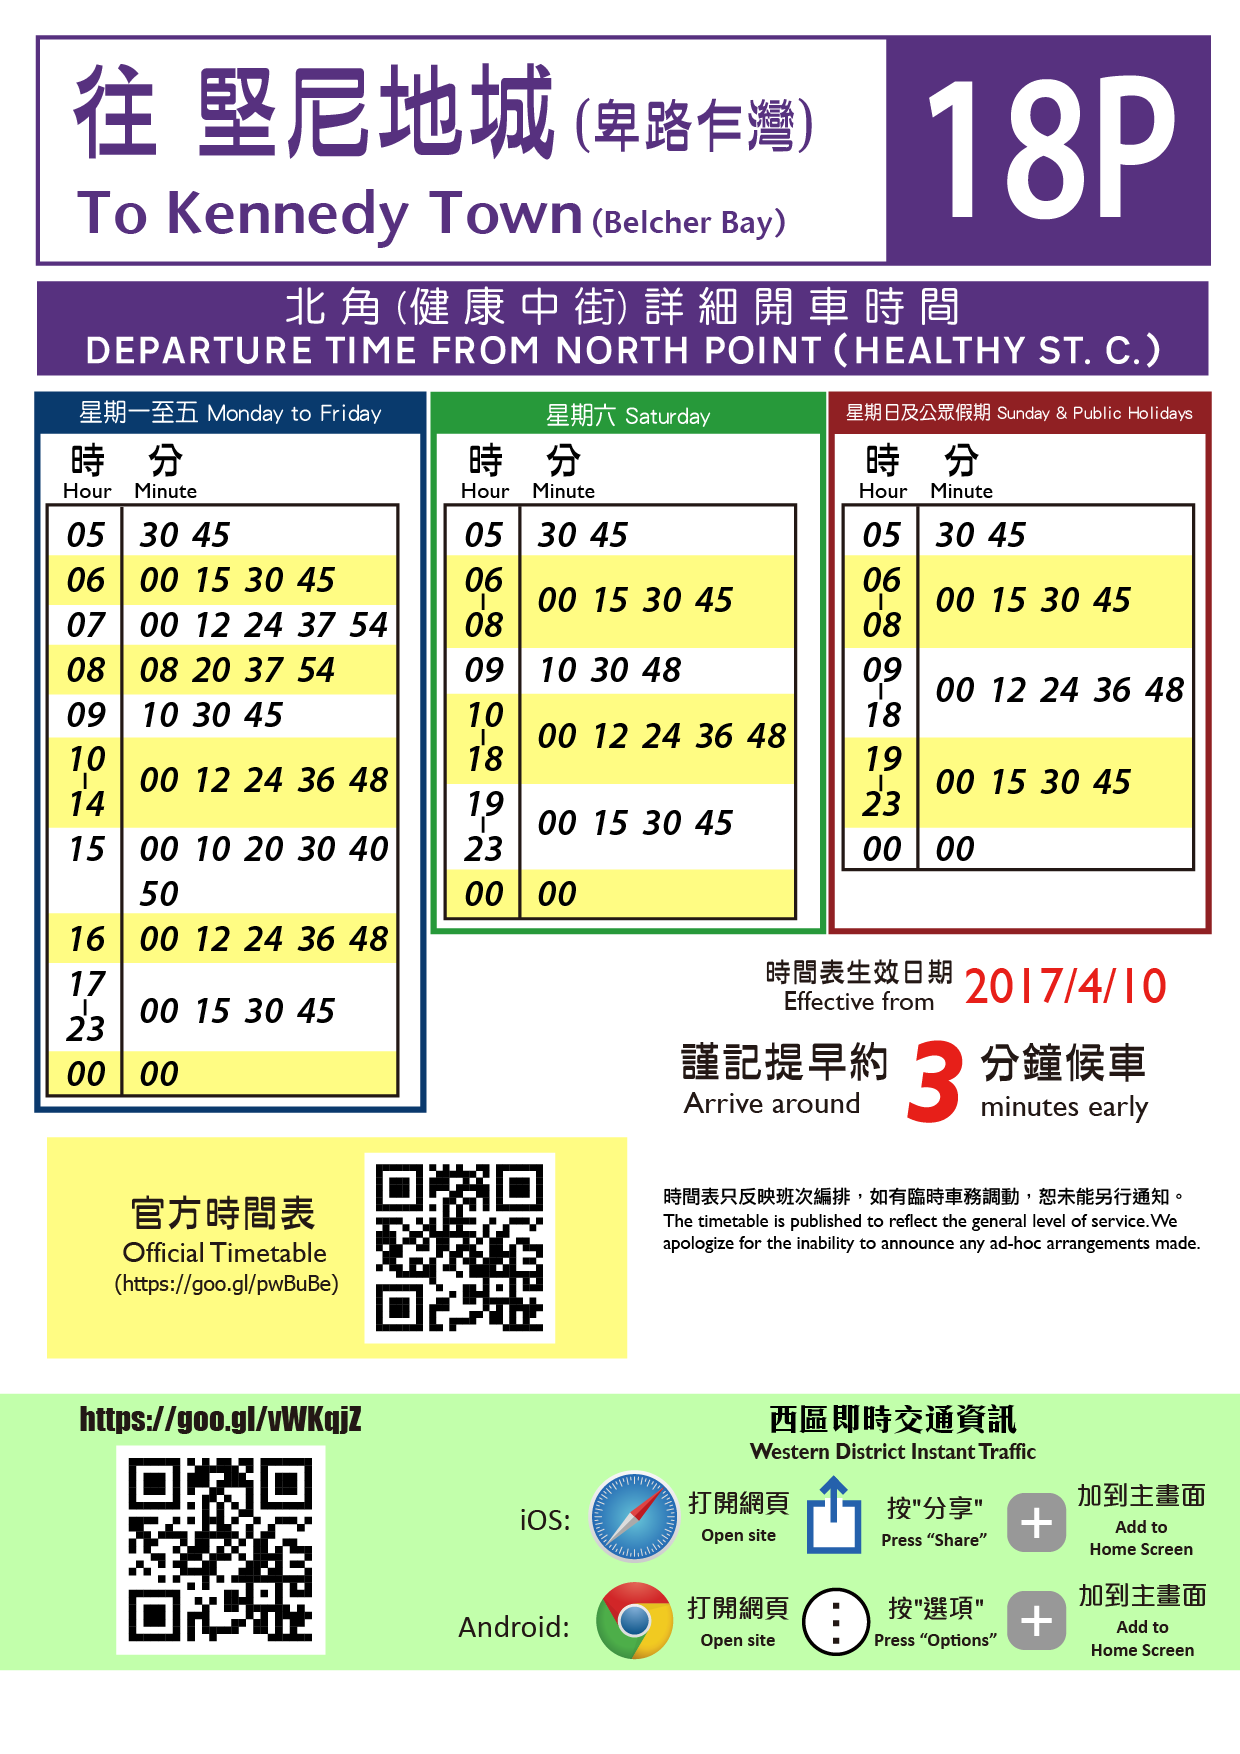 往 堅尼地城 (卑路乍灣)
To Kennedy Town (Belcher Bay)
18P
北角(健康中街)詳細開車時間
DEPARTURE TIME FROM NORTH POINT (HEALTHY ST. C.)
星期一至五 Monday to Friday
時 分
Hour Minute
05 30 45
06 00 15 30 45
07 00 12 24 37 54
08 08 20 37 54
09 10 30 45
10
|
14 00 12 24 36 48
15 00 10 20 30 40
50
16 00 12 24 36 48
17
|
23 00 15 30 45
00 00
星期六 Saturday
時 分
Hour Minute
05 30 45
06
|
08 00 15 30 45
09 10 30 48
10
|
18 00 12 24 36 48
19
|
23 00 15 30 45
00 00
星期日及公眾假期 Sunday & Public Holidays
時 分
Hour Minute
05 30 45
06
|
08 00 15 30 45
09
|
18 00 12 24 36 48
19
|
23 00 15 30 45
00 00
時間表生效日期
Effective from
2017/4/10
謹記提早約 3 分鐘候車
Arrive around 3 minutes early
官方時間表
Official Timetable
(https://goo.gl/pwBuBe)
時間表只反映班次編排，如有臨時車務調動，恕未能另行通知。
The timetable is published to reflect the general level of service. We
apologize for the inability to announce any ad-hoc arrangements made.
https://goo.gl/vWKqjZ
西區即時交通資訊
Western District Instant Traffic
iOS:
打開網頁
Open site
按"分享"
Press “Share”
加到主畫面
Add to
Home Screen
Android:
打開網頁
Open site
按"選項"
Press “Options”
加到主畫面
Add to
Home Screen